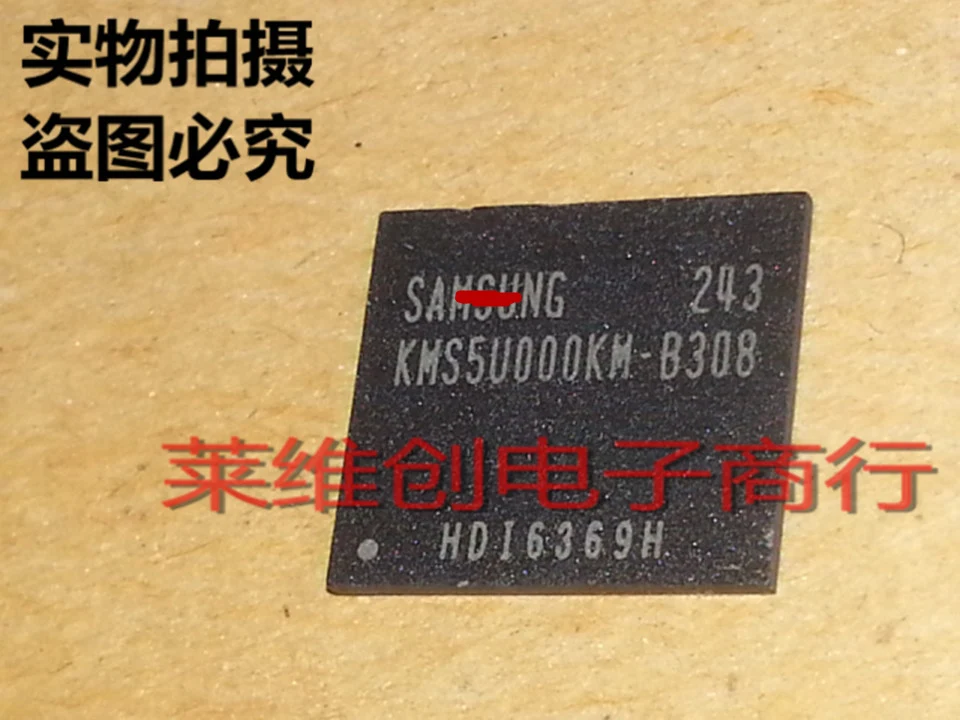 实物拍摄
盗图必究
SAMSUNG 243
KMS5U000KM-B308
莱维创电子商行
HDI6369H